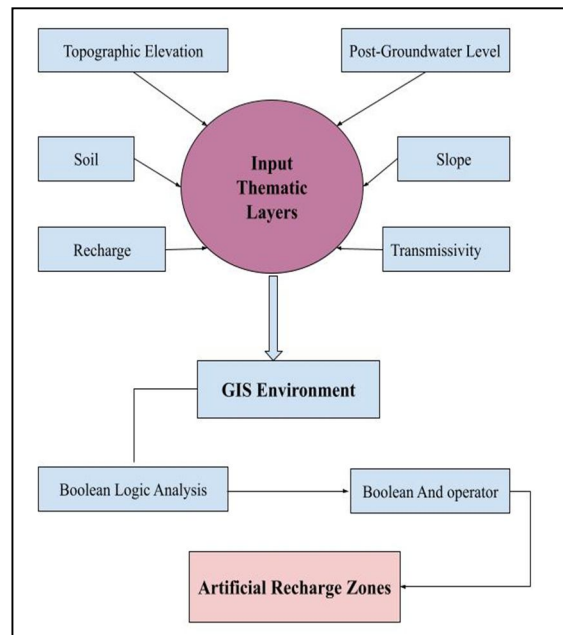 Topographic Elevation
Post-Groundwater Level
Soil
Input
Thematic
Layers
Slope
Recharge
Transmissivity
GIS Environment
Boolean Logic Analysis
Boolean And operator
Artificial Recharge Zones